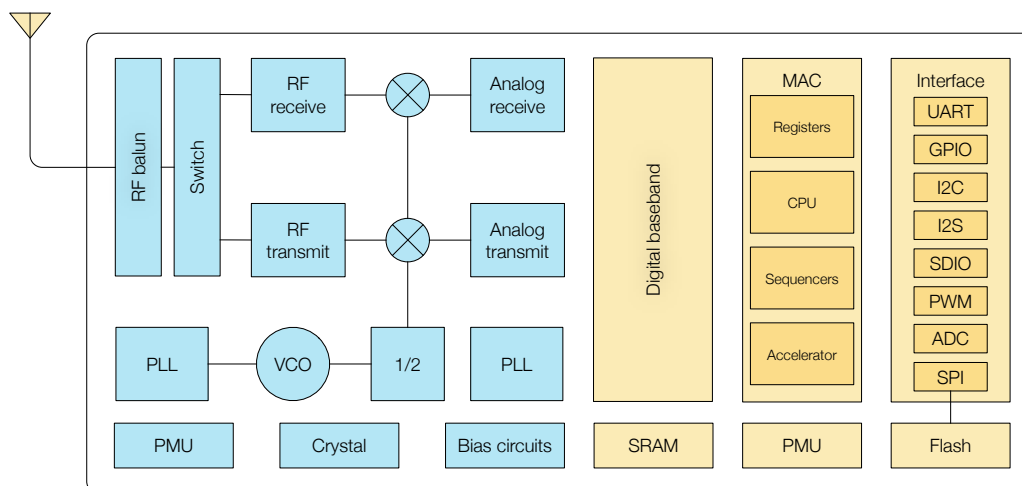 RF balun
Switch
RF
receive
Analog
receive
RF
transmit
Analog
transmit
PLL
VCO
1/2
PLL
PMU
Crystal
Bias circuits
Digital baseband
SRAM
MAC
Registers
CPU
Sequencers
Accelerator
PMU
Interface
UART
GPIO
I2C
I2S
SDIO
PWM
ADC
SPI
Flash